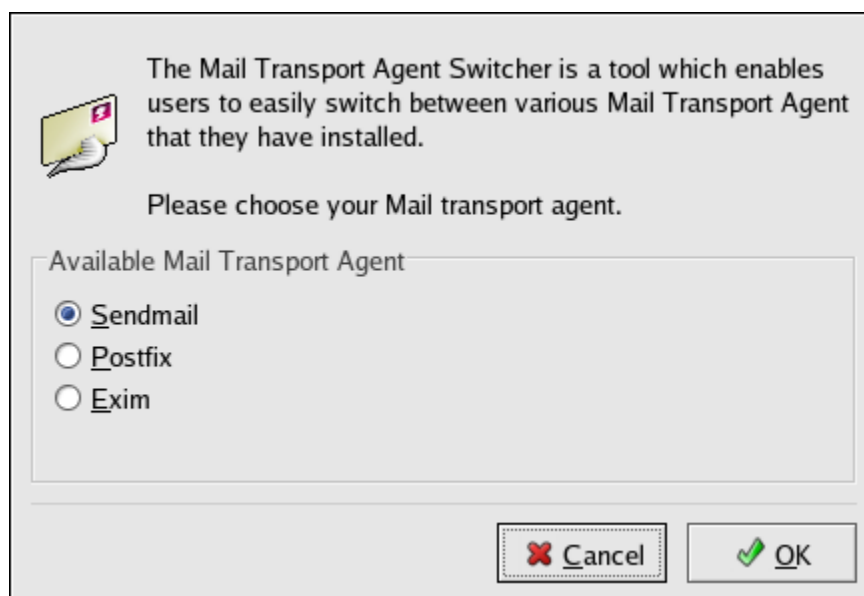 The Mail Transport Agent Switcher is a tool which enables
users to easily switch between various Mail Transport Agent
that they have installed.
Please choose your Mail transport agent.
Available Mail Transport Agent
Sendmail
Postfix
Exim
Cancel
OK